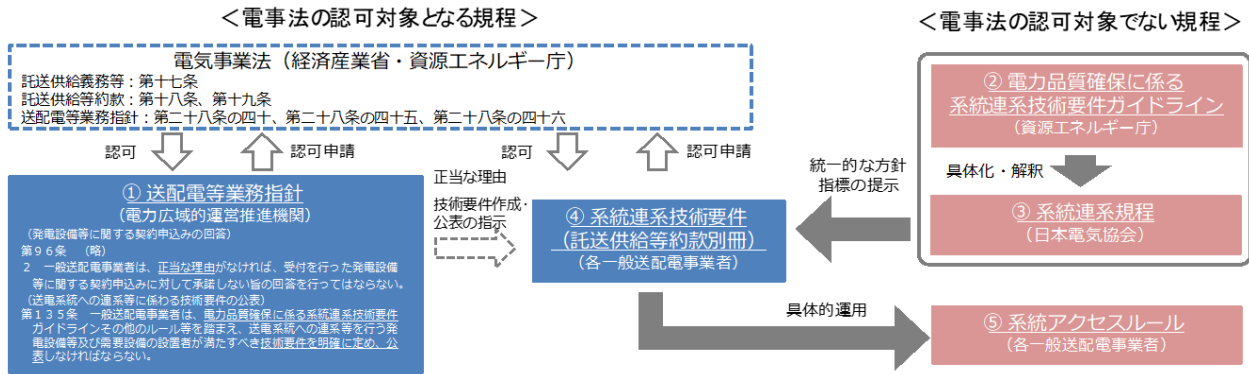 ＜電事法の認可対象となる規程＞
電気事業法（経済産業省・資源エネルギー庁）
託送供給義務等：第十七条
託送供給等約款：第十八条、第十九条
送配電等業務指針：第二十八条の四十、第二十八条の四十五、第二十八条の四十六
認可
認可申請
認可
認可申請
① 送配電等業務指針
（電力広域的運営推進機関）
（発電設備等に関する契約申込みの回答）
第９６条　（略）
２　一般送配電事業者は、正当な理由がなければ、受付を行った発電設備
等に関する契約申込みに対して承諾しない旨の回答を行ってはならない。
（送電系統への連系等に係わる技術要件の公表）
第１３５条　一般送配電事業者は、電力品質確保に係る系統連系技術要件
ガイドラインその他のルール等を踏まえ、送電系統への連系等を行う発
電設備等及び需要設備の設置者が満たすべき技術要件を明確に定め、公
表しなければならない。
正当な理由
技術要件作成・
公表の指示
④ 系統連系技術要件
（託送供給等約款別冊）
（各一般送配電事業者）
＜電事法の認可対象でない規程＞
② 電力品質確保に係る
系統連系技術要件ガイドライン
（資源エネルギー庁）
具体化・解釈
③ 系統連系規程
（日本電気協会）
統一的な方針
指標の提示
具体的運用
⑤ 系統アクセスルール
（各一般送配電事業者）